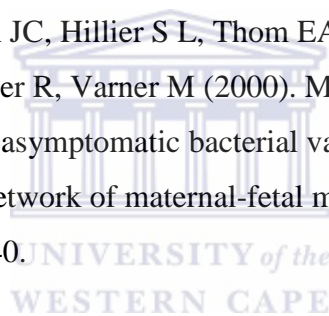 JC, Hillier S L, Thom EA
er R, Varner M (2000). M
asymptomatic bacterial va
etwork of maternal-fetal m
40.
UNIVERSITY of the
WESTERN CAPE